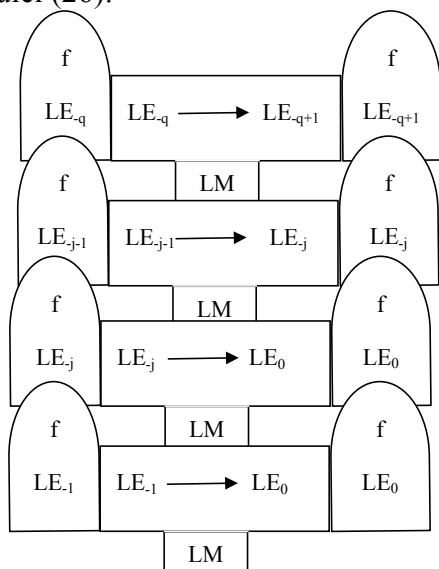 (20).
f f
LE-q LE-q → LE-q+1 LE-q+1
LM
f f
LE-j-1 LE-j-1 → LE-j LE-j
LM
f f
LE-j LE-j → LE0 LE0
LM
f f
LE-1 LE-1 → LE0 LE0
LM